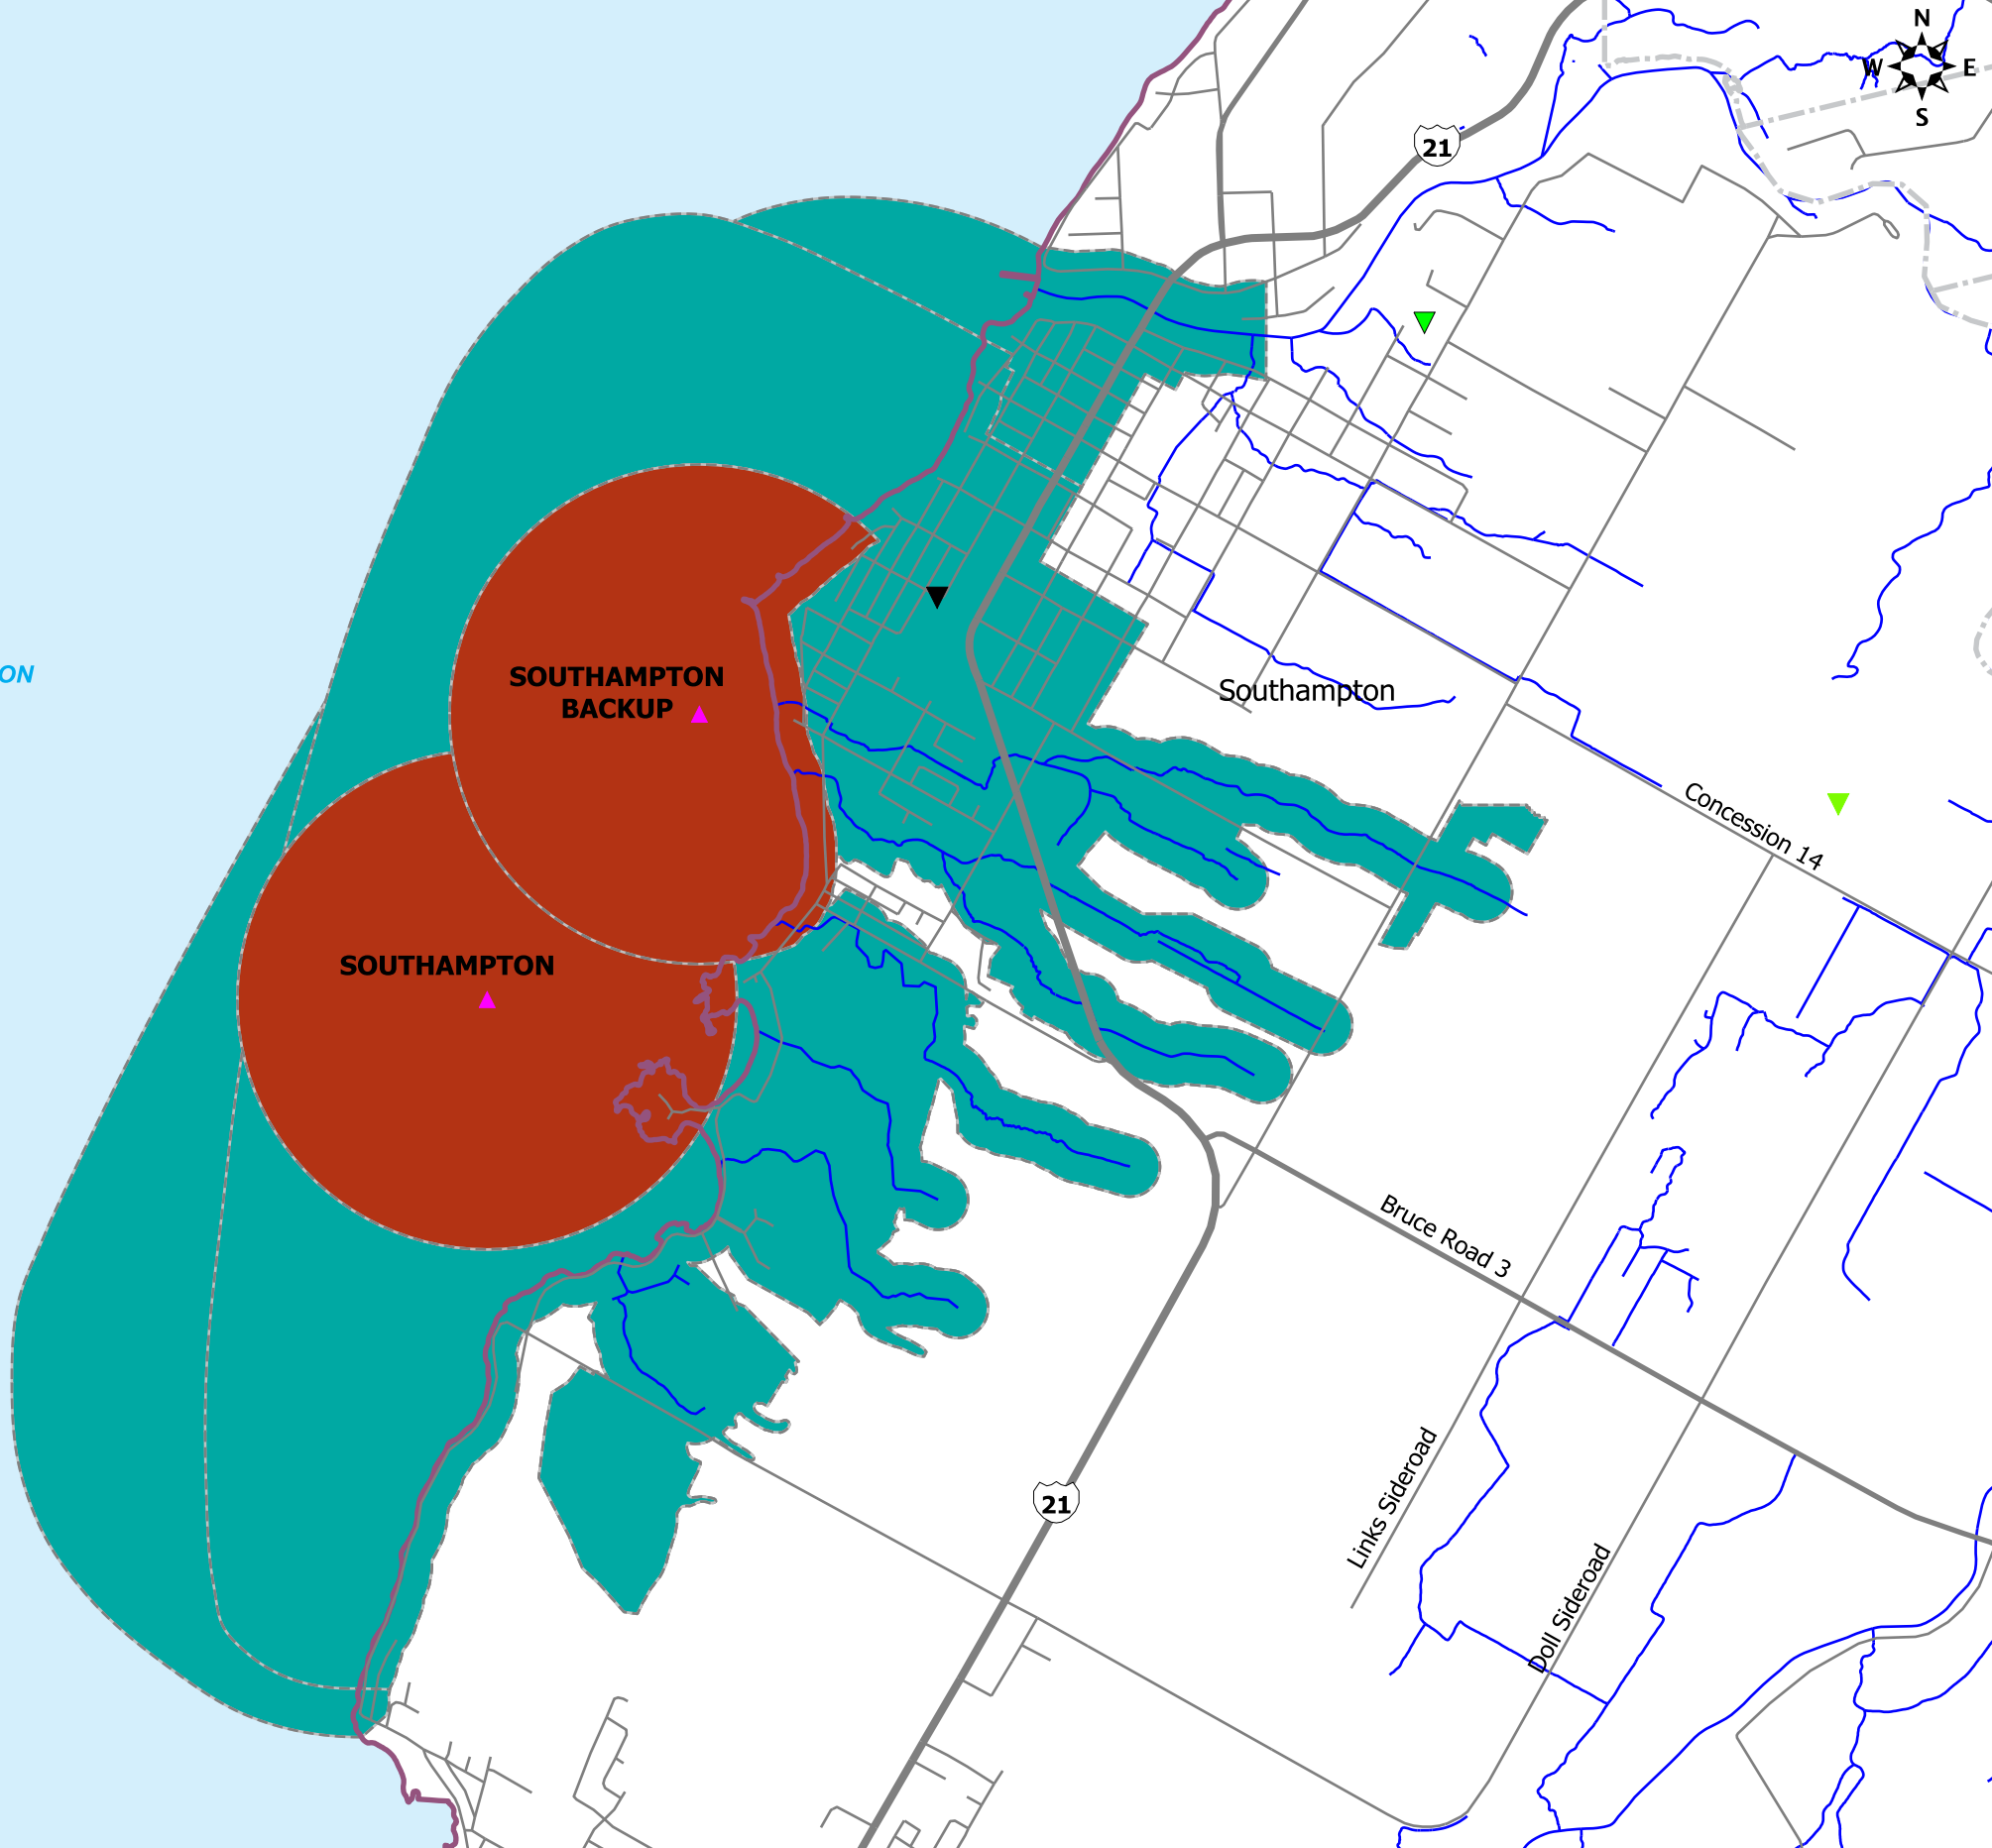 N
W E
S
21
ON
SOUTHAMPTON
BACKUP
Southampton
Concession 14
SOUTHAMPTON
Bruce Road 3
Links Sideroad
21
Doll Sideroad